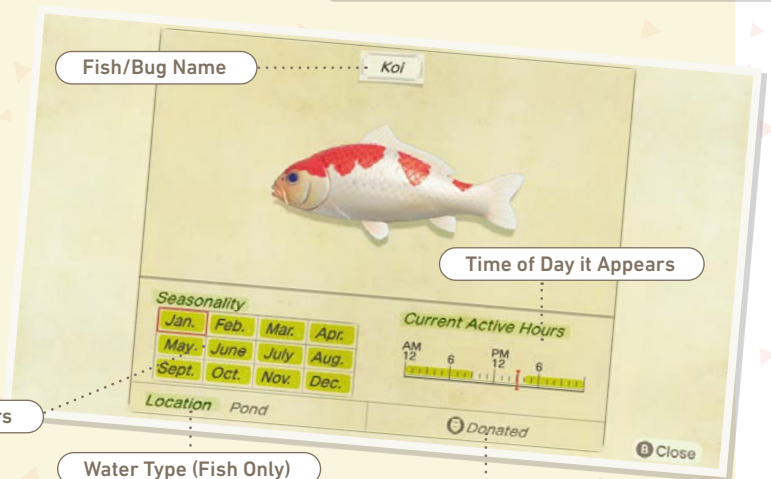 Fish/Bug Name
Koi
Time of Day it Appears
Seasonality
Jan. Feb. Mar. Apr.
May. June July Aug.
Sept. Oct. Nov. Dec.
Current Active Hours
AM PM
12 6 12 6
Location Pond
Donated
B Close
Water Type (Fish Only)